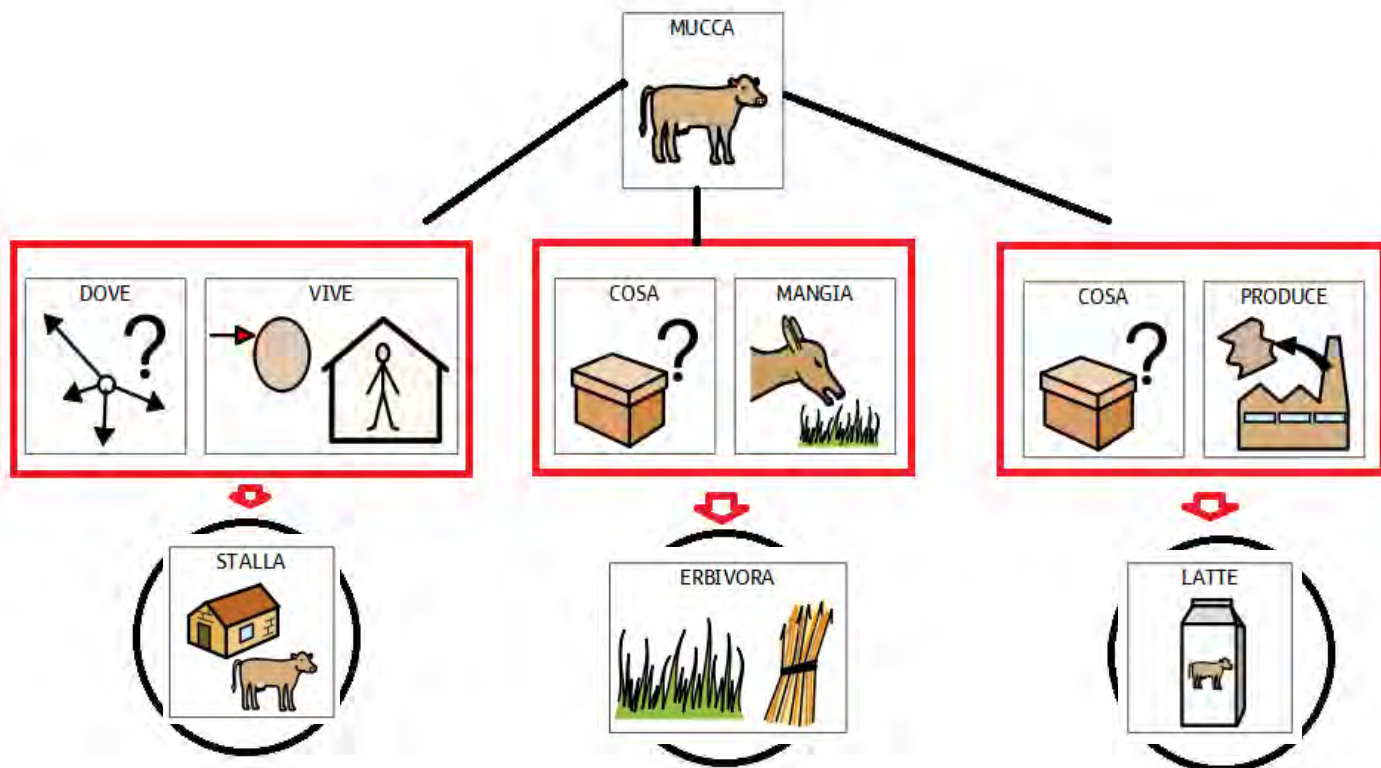 MUCCA
DOVE VIVE
COSA MANGIA
COSA PRODUCE
?
?
?
STALLA
ERBIVORA
LATTE